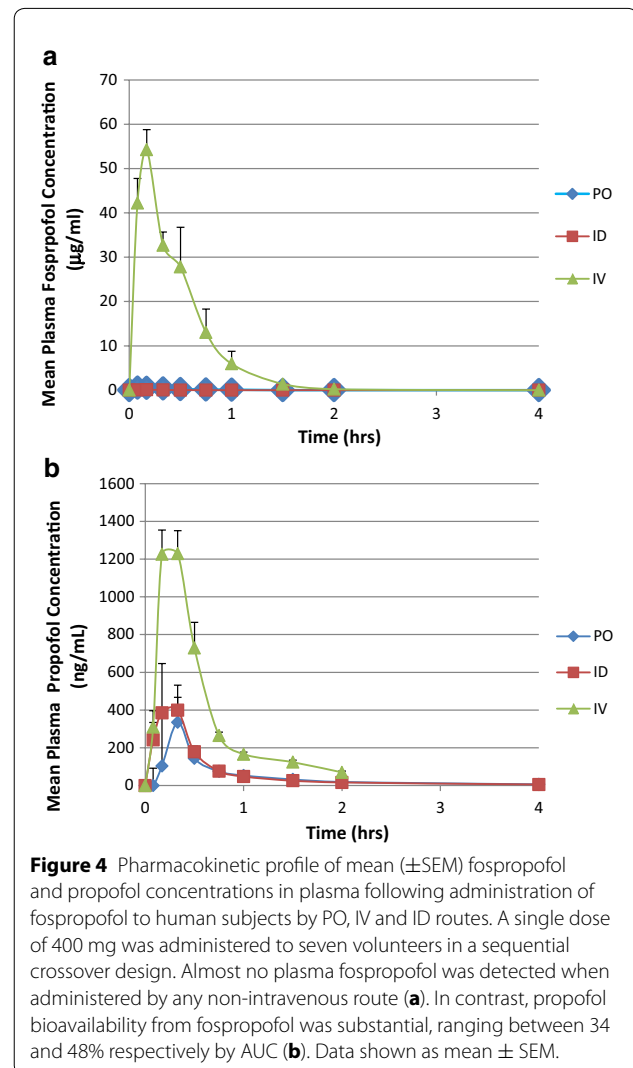 a
Mean Plasma Fosprpofol Concentration
(µg/ml)
70
60
50
40
30
20
10
0
0 1 2 3 4
Time (hrs)
PO
ID
IV
b
Mean Plasma Propofol Concentration
(ng/mL)
1600
1400
1200
1000
800
600
400
200
0
0 1 2 3 4
Time (hrs)
PO
ID
IV
Figure 4 Pharmacokinetic profile of mean (±SEM) fospropofol
and propofol concentrations in plasma following administration of
fospropofol to human subjects by PO, IV and ID routes. A single dose
of 400 mg was administered to seven volunteers in a sequential
crossover design. Almost no plasma fospropofol was detected when
administered by any non-intravenous route (a). In contrast, propofol
bioavailability from fospropofol was substantial, ranging between 34
and 48% respectively by AUC (b). Data shown as mean ± SEM.